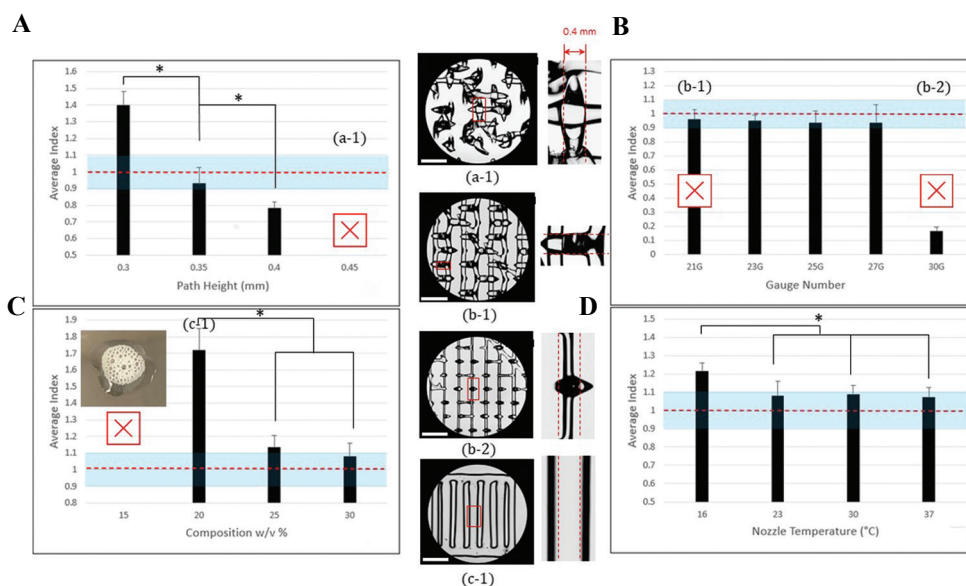 A
1.6
1.5
1.4
1.3
1.2
1.1
1
0.9
0.8
0.7
0.6
0.5
Average Index
*
*
(a-1)
0.3 0.35 0.4 0.45
Path Height (mm)
0.4 mm
(a-1)
(b-1)
(b-2)
(c-1)
B
1.3
1.2
1.1
1
0.9
0.8
0.7
0.6
0.5
0.4
0.3
0.2
0.1
0
Average Index
(b-1)
(b-2)
21G 23G 25G 27G 30G
Gauge Number
C
1.9
1.8
1.7
1.6
1.5
1.4
1.3
1.2
1.1
1
0.9
0.8
Average Index
(c-1)
*
15 20 25 30
Composition w/v %
D
1.5
1.4
1.3
1.2
1.1
1
0.9
0.8
0.7
0.6
0.5
Average Index
*
16 23 30 37
Nozzle Temperature (°C)